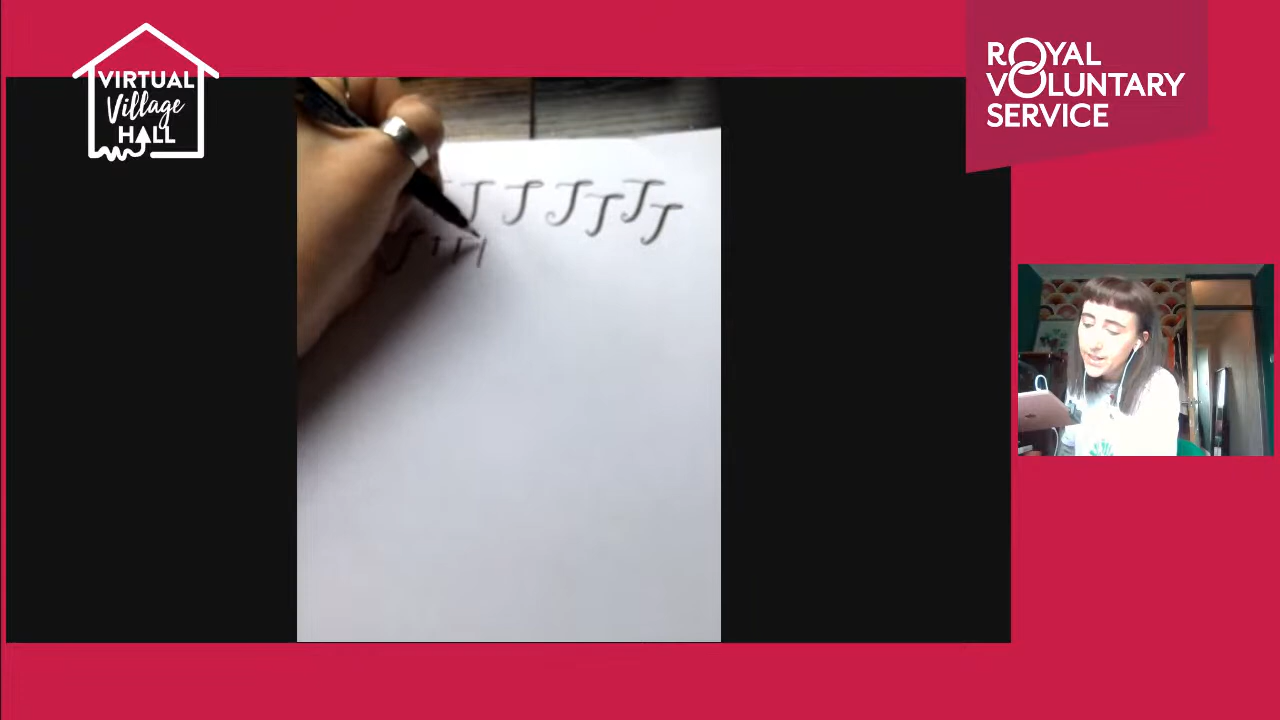 VIRTUAL
Village
HALL
ROYAL
VOLUNTARY
SERVICE
J J J J J J
J